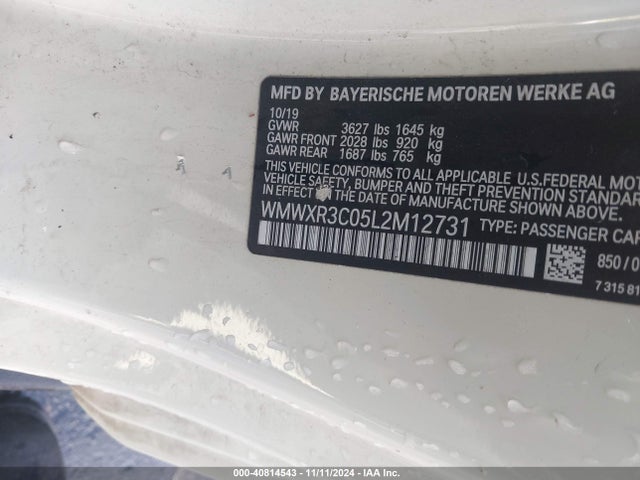 MFD BY BAYERISCHE MOTOREN WERKE AG
10/19
GVWR 3627 lbs 1645 kg
GAWR FRONT 2028 lbs 920 kg
GAWR REAR 1687 lbs 765 kg
THIS VEHICLE CONFORMS TO ALL APPLICABLE U.S.FEDERAL
VEHICLE SAFETY, BUMPER AND THEFT PREVENTION
IN EFFECT ON THE DATE OF MANUFACTURE SHOWN ABOVE.
WMWXR3C05L2M12731 TYPE: PASSENGER CAR
850/
7 315 81
000-40814543 - 11/11/2024 - IAA Inc.